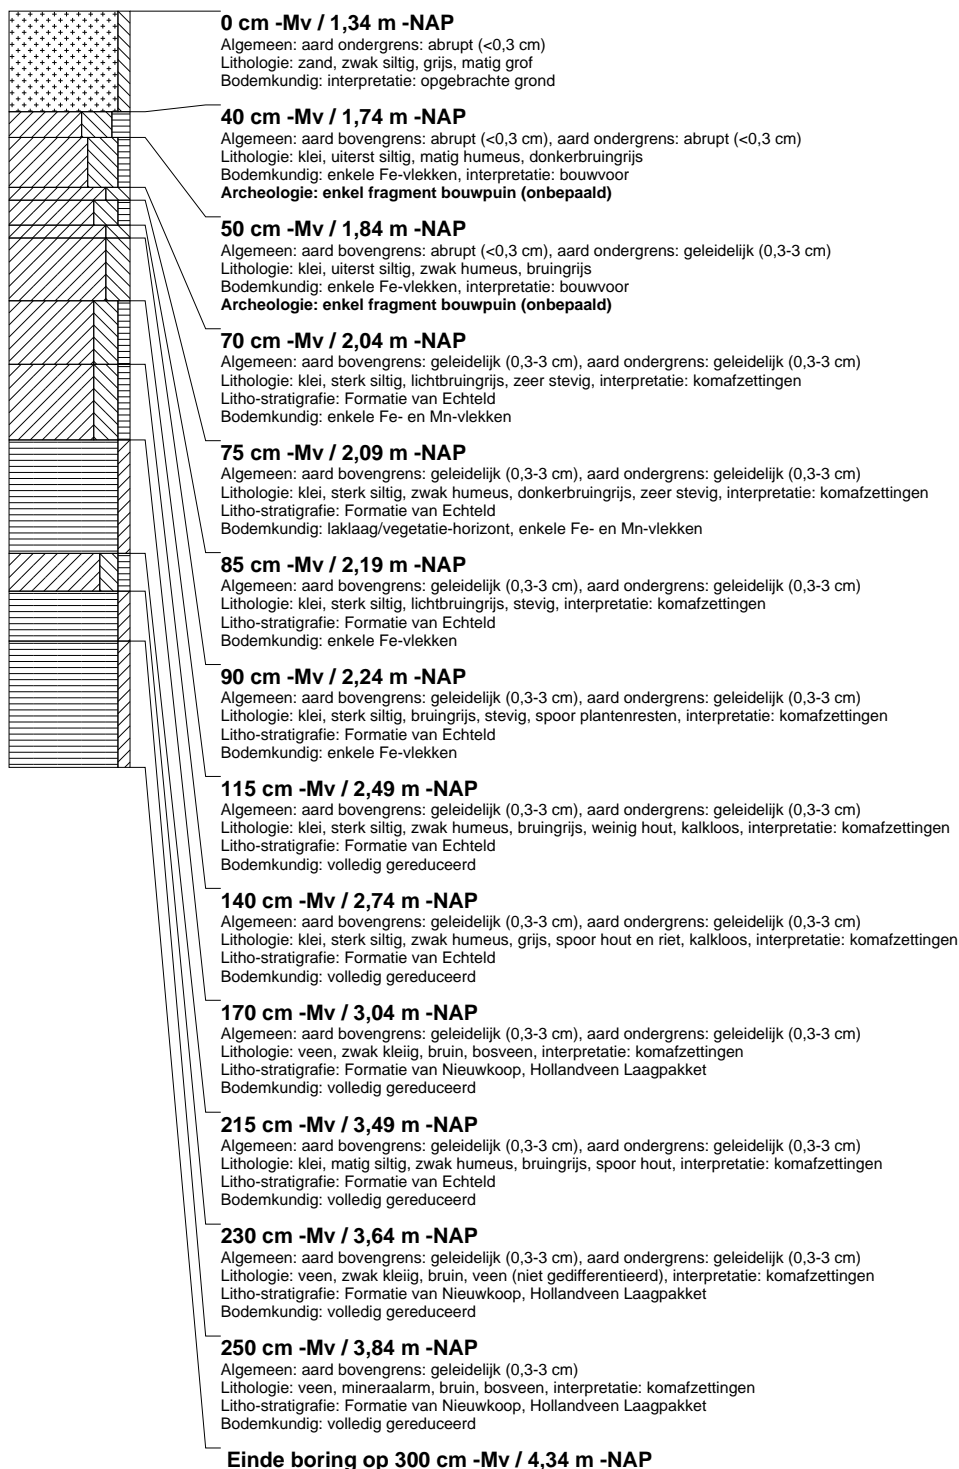 0 cm -Mv / 1,34 m -NAP
Algemeen: aard ondergrens: abrupt (<0,3 cm)
Lithologie: zand, zwak siltig, grijs, matig grof
Bodemkundig: interpretatie: opgebrachte grond
40 cm -Mv / 1,74 m -NAP
Algemeen: aard bovengrens: abrupt (<0,3 cm), aard ondergrens: abrupt (<0,3 cm)
Lithologie: klei, uiterst siltig, matig humeus, donkerbruingrijs
Bodemkundig: enkele Fe-vlekken, interpretatie: bouwvoor
Archeologie: enkel fragment bouwpuin (onbepaald)
50 cm -Mv / 1,84 m -NAP
Algemeen: aard bovengrens: abrupt (<0,3 cm), aard ondergrens: geleidelijk (0,3-3 cm)
Lithologie: klei, uiterst siltig, zwak humeus, bruingrijs
Bodemkundig: enkele Fe-vlekken, interpretatie: bouwvoor
Archeologie: enkel fragment bouwpuin (onbepaald)
70 cm -Mv / 2,04 m -NAP
Algemeen: aard bovengrens: geleidelijk (0,3-3 cm), aard ondergrens: geleidelijk (0,3-3 cm)
Lithologie: klei, sterk siltig, lichtbruingrijs, zeer stevig, interpretatie: komafzettingen
Litho-stratigrafie: Formatie van Echteld
Bodemkundig: enkele Fe- en Mn-vlekken
75 cm -Mv / 2,09 m -NAP
Algemeen: aard bovengrens: geleidelijk (0,3-3 cm), aard ondergrens: geleidelijk (0,3-3 cm)
Lithologie: klei, sterk siltig, zwak humeus, donkerbruingrijs, zeer stevig, interpretatie: komafzettingen
Litho-stratigrafie: Formatie van Echteld
Bodemkundig: laklaag/vegetatie-horizont, enkele Fe- en Mn-vlekken
85 cm -Mv / 2,19 m -NAP
Algemeen: aard bovengrens: geleidelijk (0,3-3 cm), aard ondergrens: geleidelijk (0,3-3 cm)
Lithologie: klei, sterk siltig, lichtbruingrijs, stevig, interpretatie: komafzettingen
Litho-stratigrafie: Formatie van Echteld
Bodemkundig: enkele Fe-vlekken
90 cm -Mv / 2,24 m -NAP
Algemeen: aard bovengrens: geleidelijk (0,3-3 cm), aard ondergrens: geleidelijk (0,3-3 cm)
Lithologie: klei, sterk siltig, bruingrijs, stevig, spoor plantenresten, interpretatie: komafzettingen
Litho-stratigrafie: Formatie van Echteld
Bodemkundig: enkele Fe-vlekken
115 cm -Mv / 2,49 m -NAP
Algemeen: aard bovengrens: geleidelijk (0,3-3 cm), aard ondergrens: geleidelijk (0,3-3 cm)
Lithologie: klei, sterk siltig, zwak humeus, bruingrijs, weinig hout, kalkloos, interpretatie: komafzettingen
Litho-stratigrafie: Formatie van Echteld
Bodemkundig: volledig gereduceerd
140 cm -Mv / 2,74 m -NAP
Algemeen: aard bovengrens: geleidelijk (0,3-3 cm), aard ondergrens: geleidelijk (0,3-3 cm)
Lithologie: klei, sterk siltig, zwak humeus, grijs, spoor hout en riet, kalkloos, interpretatie: komafzettingen
Litho-stratigrafie: Formatie van Echteld
Bodemkundig: volledig gereduceerd
170 cm -Mv / 3,04 m -NAP
Algemeen: aard bovengrens: geleidelijk (0,3-3 cm), aard ondergrens: geleidelijk (0,3-3 cm)
Lithologie: veen, zwak kleiig, bruin, bosveen, interpretatie: komafzettingen
Litho-stratigrafie: Formatie van Nieuwkoop, Hollandveen Laagpakket
Bodemkundig: volledig gereduceerd
215 cm -Mv / 3,49 m -NAP
Algemeen: aard bovengrens: geleidelijk (0,3-3 cm), aard ondergrens: geleidelijk (0,3-3 cm)
Lithologie: klei, matig siltig, zwak humeus, bruingrijs, spoor hout, interpretatie: komafzettingen
Litho-stratigrafie: Formatie van Echteld
Bodemkundig: volledig gereduceerd
230 cm -Mv / 3,64 m -NAP
Algemeen: aard bovengrens: geleidelijk (0,3-3 cm), aard ondergrens: geleidelijk (0,3-3 cm)
Lithologie: veen, zwak kleiig, bruin, veen (niet gedifferentieerd), interpretatie: komafzettingen
Litho-stratigrafie: Formatie van Nieuwkoop, Hollandveen Laagpakket
Bodemkundig: volledig gereduceerd
250 cm -Mv / 3,84 m -NAP
Algemeen: aard bovengrens: geleidelijk (0,3-3 cm)
Lithologie: veen, mineraalarm, bruin, bosveen, interpretatie: komafzettingen
Litho-stratigrafie: Formatie van Nieuwkoop, Hollandveen Laagpakket
Bodemkundig: volledig gereduceerd
Einde boring op 300 cm -Mv / 4,34 m -NAP